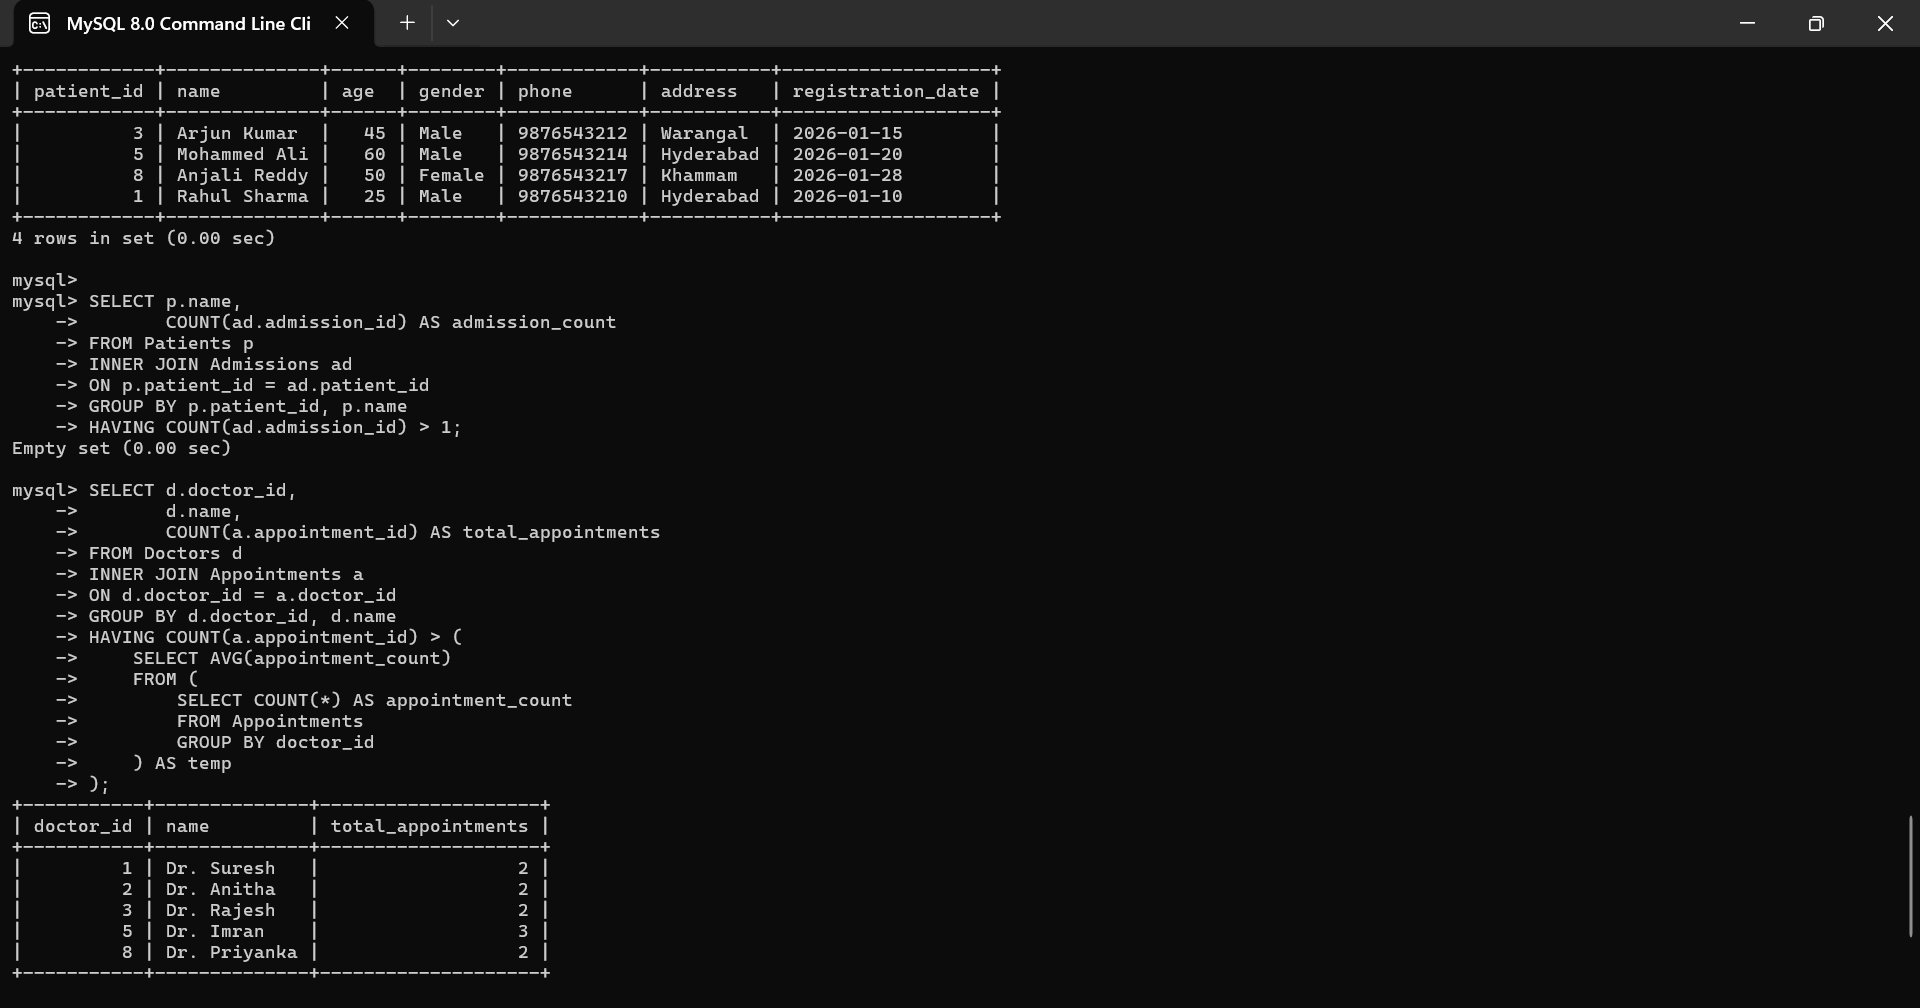 MySQL 8.0 Command Line Cli
+------------+--------------+------+--------+------------+-----------+-------------------+
| patient_id | name         | age  | gender | phone      | address   | registration_date |
+------------+--------------+------+--------+------------+-----------+-------------------+
|          3 | Arjun Kumar  |   45 | Male   | 9876543212 | Warangal  | 2026-01-15        |
|          5 | Mohammed Ali |   60 | Male   | 9876543214 | Hyderabad | 2026-01-20        |
|          8 | Anjali Reddy |   50 | Female | 9876543217 | Khammam   | 2026-01-28        |
|          1 | Rahul Sharma |   25 | Male   | 9876543210 | Hyderabad | 2026-01-10        |
+------------+--------------+------+--------+------------+-----------+-------------------+
4 rows in set (0.00 sec)
mysql>
mysql> SELECT p.name,
    ->        COUNT(ad.admission_id) AS admission_count
    -> FROM Patients p
    -> INNER JOIN Admissions ad
    -> ON p.patient_id = ad.patient_id
    -> GROUP BY p.patient_id, p.name
    -> HAVING COUNT(ad.admission_id) > 1;
Empty set (0.00 sec)
mysql> SELECT d.doctor_id,
    ->        d.name,
    ->        COUNT(a.appointment_id) AS total_appointments
    -> FROM Doctors d
    -> INNER JOIN Appointments a
    -> ON d.doctor_id = a.doctor_id
    -> GROUP BY d.doctor_id, d.name
    -> HAVING COUNT(a.appointment_id) > (
    ->     SELECT AVG(appointment_count)
    ->     FROM (
    ->         SELECT COUNT(*) AS appointment_count
    ->         FROM Appointments
    ->         GROUP BY doctor_id
    ->     ) AS temp
    -> );
+-----------+--------------+--------------------+
| doctor_id | name         | total_appointments |
+-----------+--------------+--------------------+
|         1 | Dr. Suresh   |                  2 |
|         2 | Dr. Anitha   |                  2 |
|         3 | Dr. Rajesh   |                  2 |
|         5 | Dr. Imran    |                  3 |
|         8 | Dr. Priyanka |                  2 |
+-----------+--------------+--------------------+